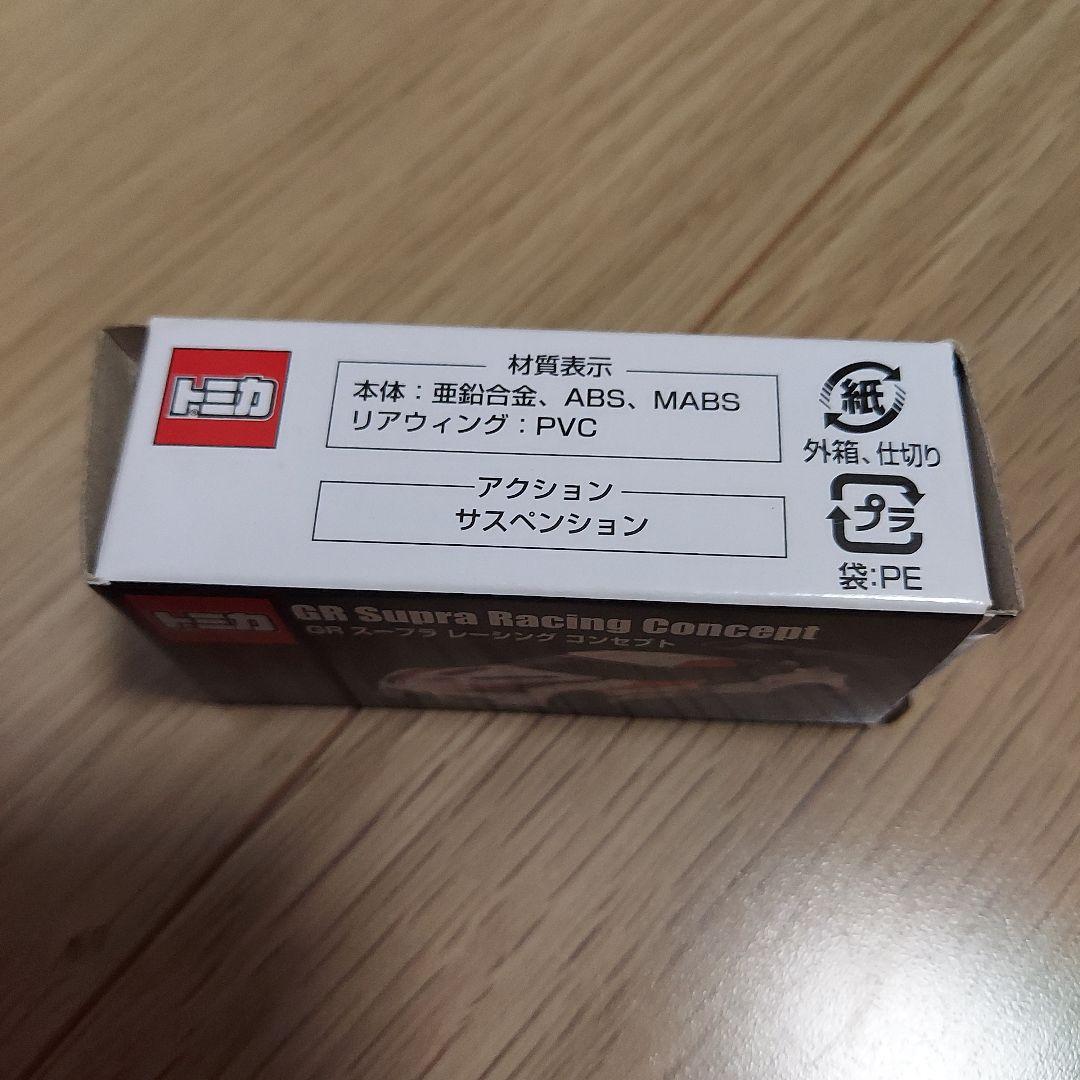 トミカ
材質表示
本体：亜鉛合金、ABS、MABS
リアウィング：PVC
アクション
サスペンション
紙
外箱、仕切り
プラ
袋:PE
トミカ
GR Supra Racing Concept
GR スープラ レーシング コンセプト